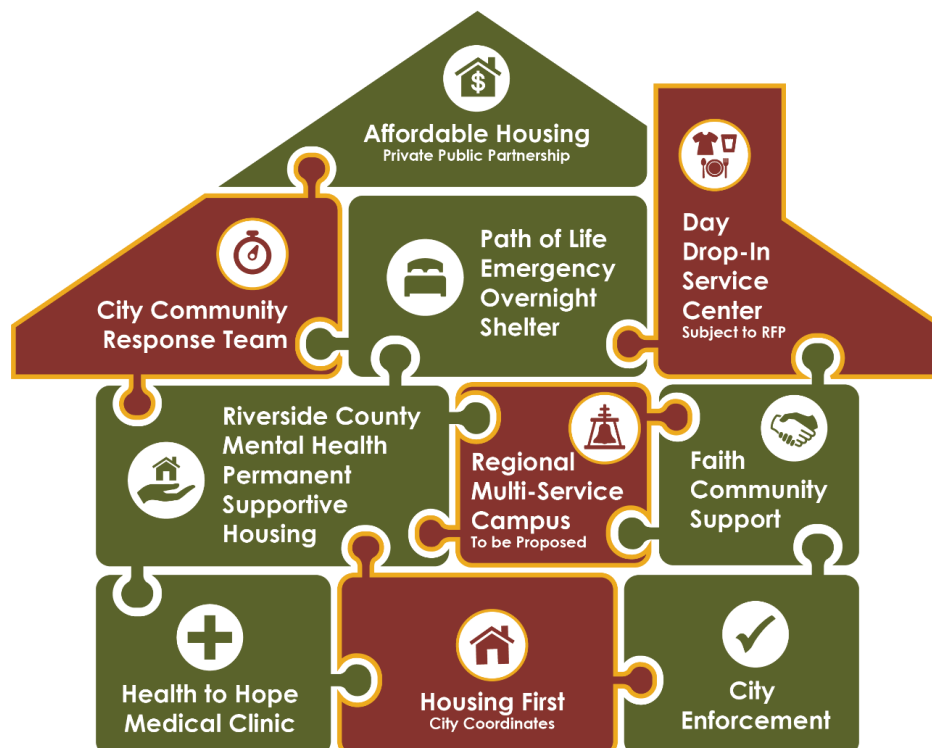 $
Affordable Housing
Private Public Partnership
Day
Drop-In
Service
Center
Subject to RFP
City Community
Response Team
Path of Life
Emergency
Overnight
Shelter
Riverside County
Mental Health
Permanent
Supportive
Housing
Regional
Multi-Service
Campus
To be Proposed
Faith
Community
Support
Health to Hope
Medical Clinic
Housing First
City Coordinates
City
Enforcement